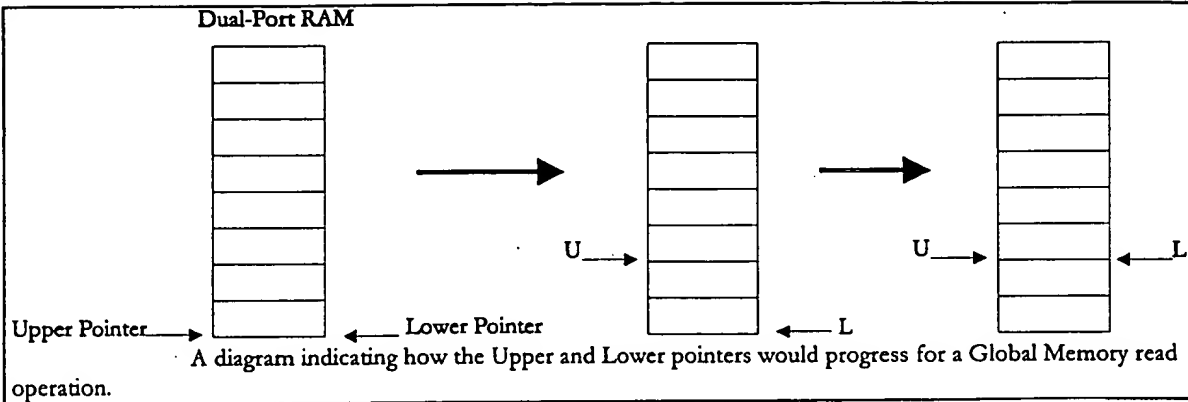 Dual-Port RAM
U
U
L
Upper Pointer
Lower Pointer
L
A diagram indicating how the Upper and Lower pointers would progress for a Global Memory read
operation.